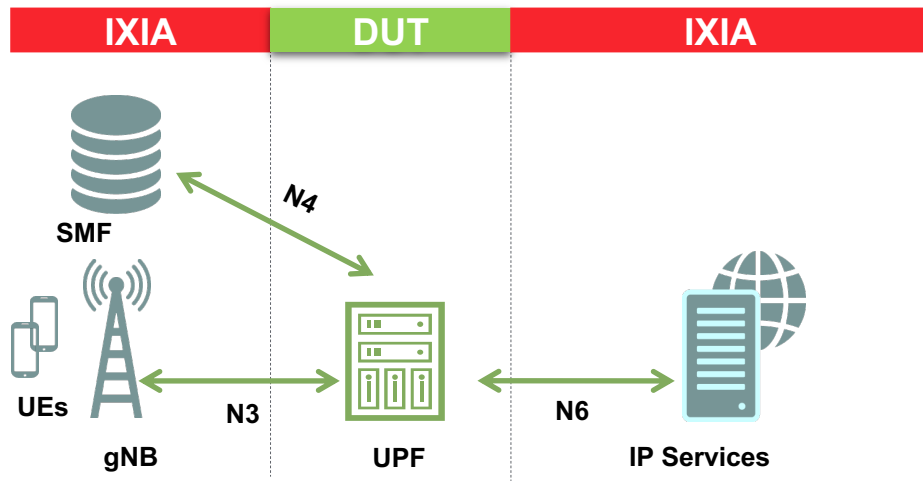 IXIA
DUT
IXIA
N4
SMF
UEs
N3
N6
gNB
UPF
IP Services